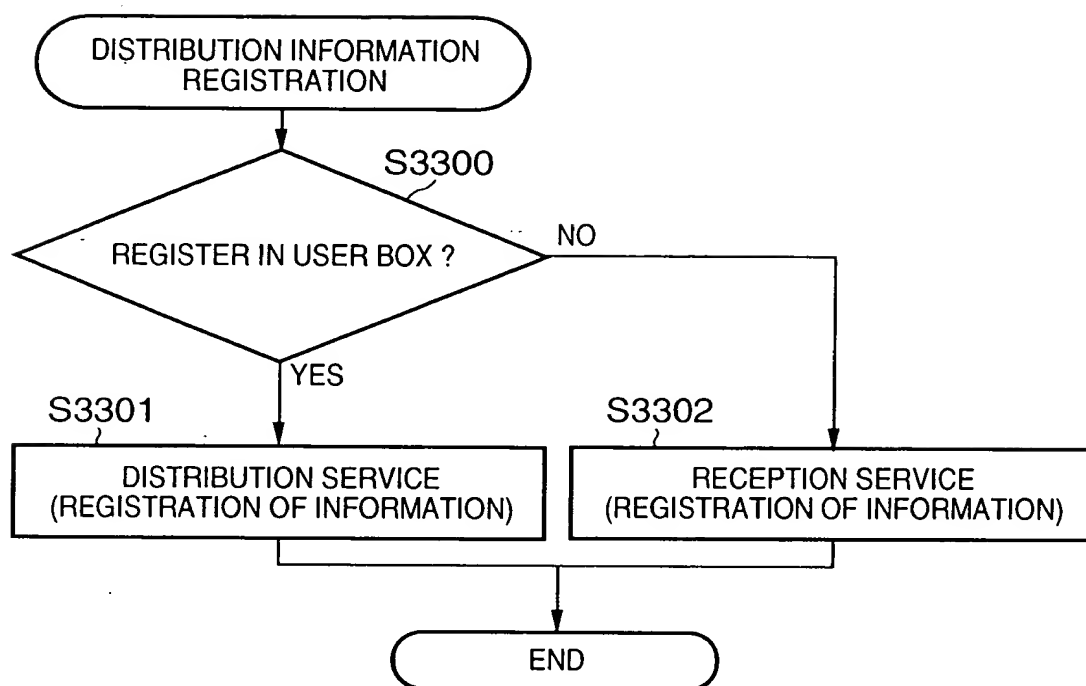 DISTRIBUTION INFORMATION
REGISTRATION
S3300
REGISTER IN USER BOX ?
NO
YES
S3301
S3302
DISTRIBUTION SERVICE
(REGISTRATION OF INFORMATION)
RECEPTION SERVICE
(REGISTRATION OF INFORMATION)
END